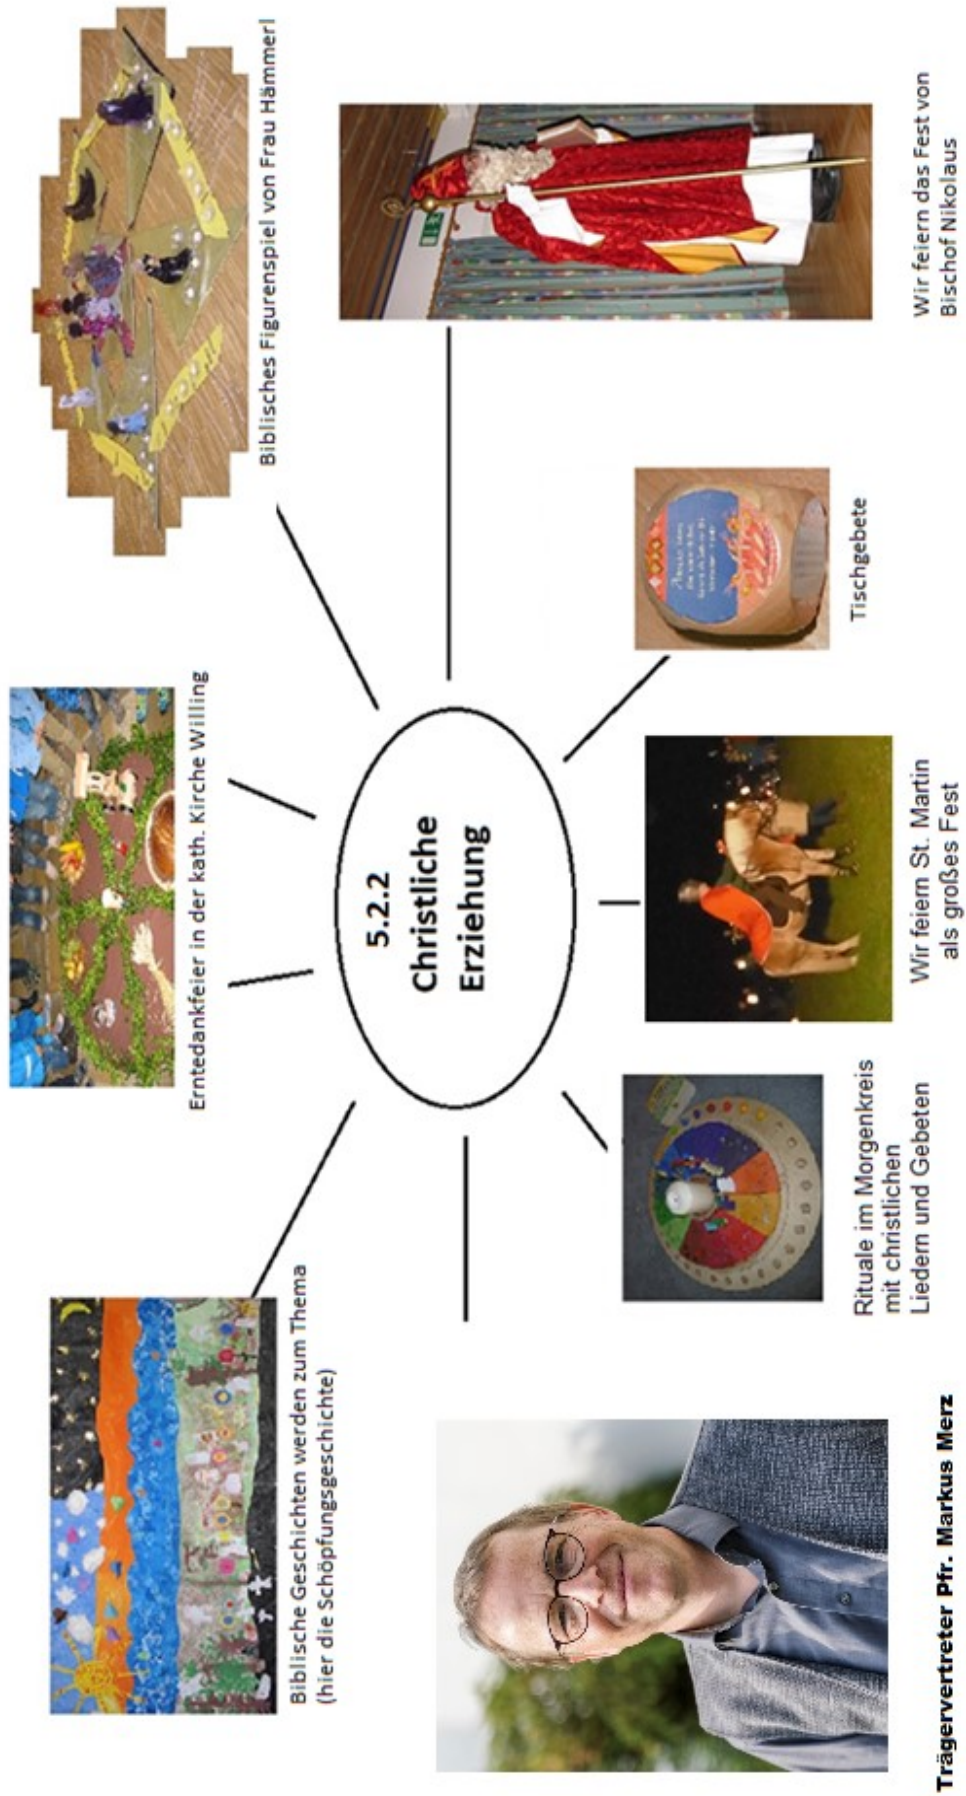 Biblische Geschichten werden zum Thema
(hier die Schöpfungsgeschichte)
Erntedankfeier in der kath. Kirche Willing
Biblisches Figurenspiel von Frau Hämmerl
5.2.2
Christliche
Erziehung
Trägervertreter Pfr. Markus Merz
Rituale im Morgenkreis
mit christlichen
Liedern und Gebeten
Wir feiern St. Martin
als großes Fest
Tischgebete
Wir feiern das Fest von
Bischof Nikolaus